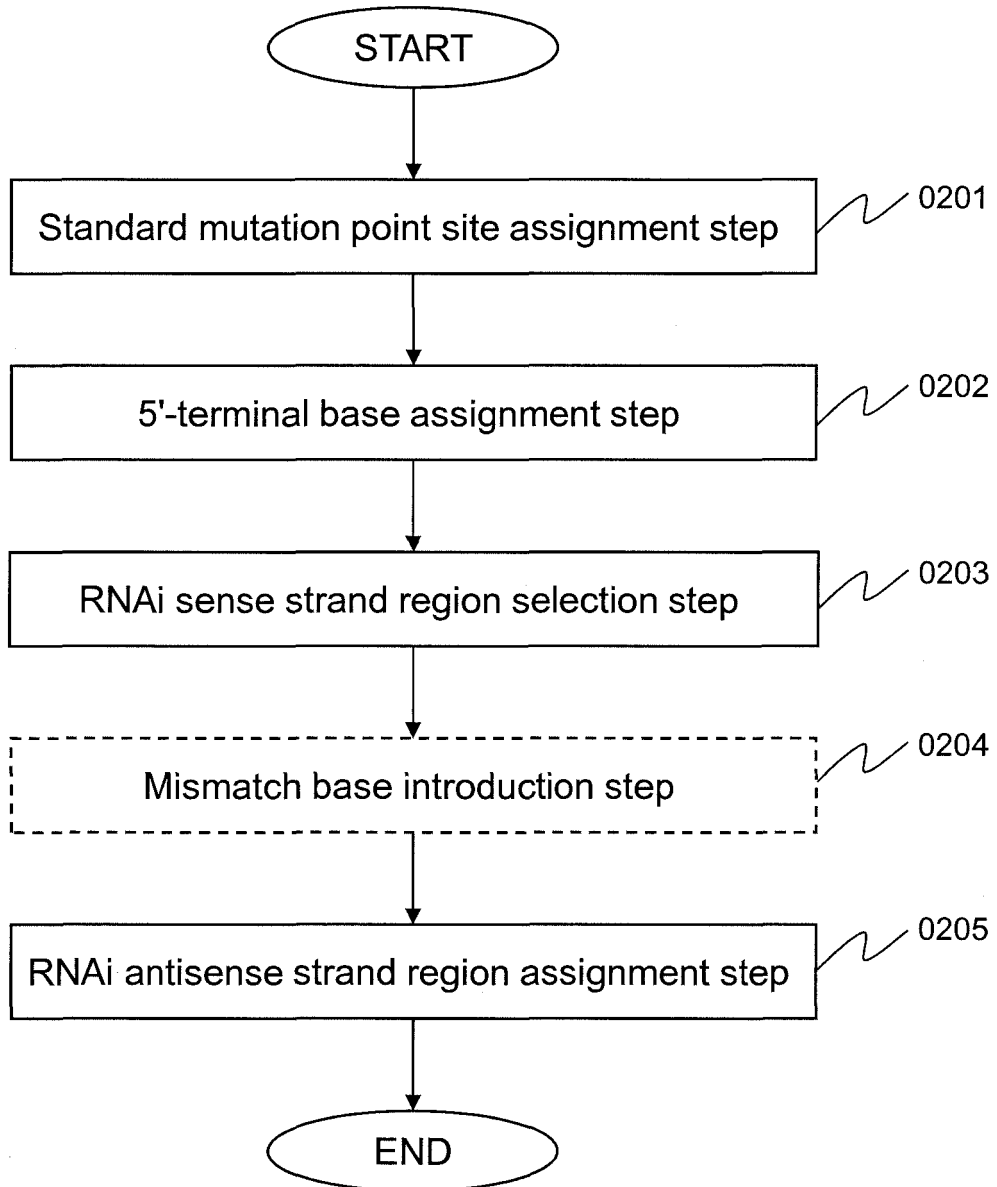 START
Standard mutation point site assignment step
0201
5'-terminal base assignment step
0202
RNAi sense strand region selection step
0203
Mismatch base introduction step
0204
RNAi antisense strand region assignment step
0205
END